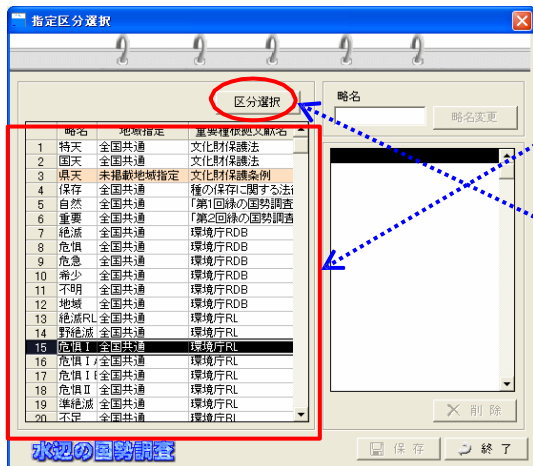 指定区分選択
区分選択
略名
略名変更
略名 地域指定 重要種根拠文献名
1 特天 全国共通 文化財保護法
2 国天 全国共通 文化財保護法
3 県天 未掲載地域指定 文化財保護条例
4 保存 全国共通 種の保存に関する法
5 自然 全国共通 「第1回緑の国勢調査
6 重要 全国共通 「第2回緑の国勢調査
7 絶滅 全国共通 環境庁RDB
8 危惧 全国共通 環境庁RDB
9 危急 全国共通 環境庁RDB
10 希少 全国共通 環境庁RDB
11 不明 全国共通 環境庁RDB
12 地域 全国共通 環境庁RDB
13 絶滅RL 全国共通 環境庁RL
14 野絶滅 全国共通 環境庁RL
15 危惧Ⅰ 全国共通 環境庁RL
16 危惧Ⅰ 全国共通 環境庁RL
17 危惧Ⅰ 全国共通 環境庁RL
18 危惧Ⅱ 全国共通 環境庁RL
19 準絶滅 全国共通 環境庁RL
20 不足 全国共通 環境庁RL
削除
水辺の国勢調査
保存
終了